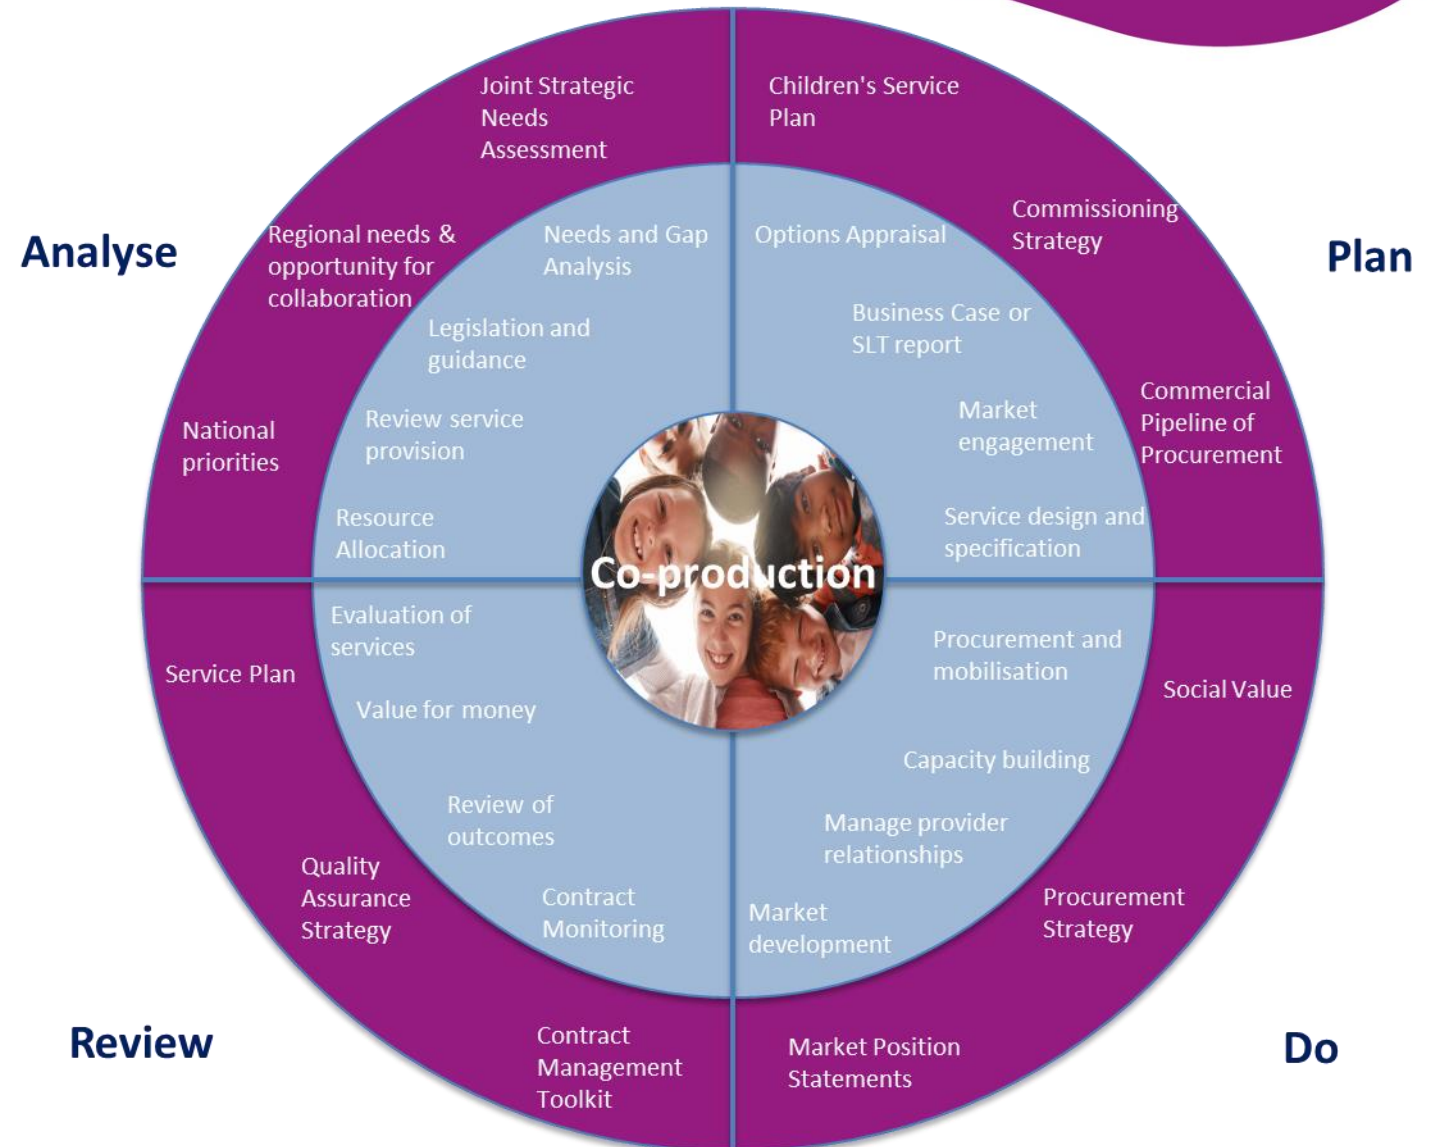 Analyse
Joint Strategic
Needs
Assessment
Regional needs &
opportunity for
collaboration
National
priorities
Needs and Gap
Analysis
Legislation and
guidance
Review service
provision
Resource
Allocation
Plan
Children's Service
Plan
Commissioning
Strategy
Commercial
Pipeline of
Procurement
Options Appraisal
Business Case or
SLT report
Market
engagement
Service design and
specification
Co-production
Review
Service Plan
Quality
Assurance
Strategy
Contract
Management
Toolkit
Evaluation of
services
Value for money
Review of
outcomes
Contract
Monitoring
Do
Social Value
Procurement
Strategy
Market Position
Statements
Procurement and
mobilisation
Capacity building
Manage provider
relationships
Market
development